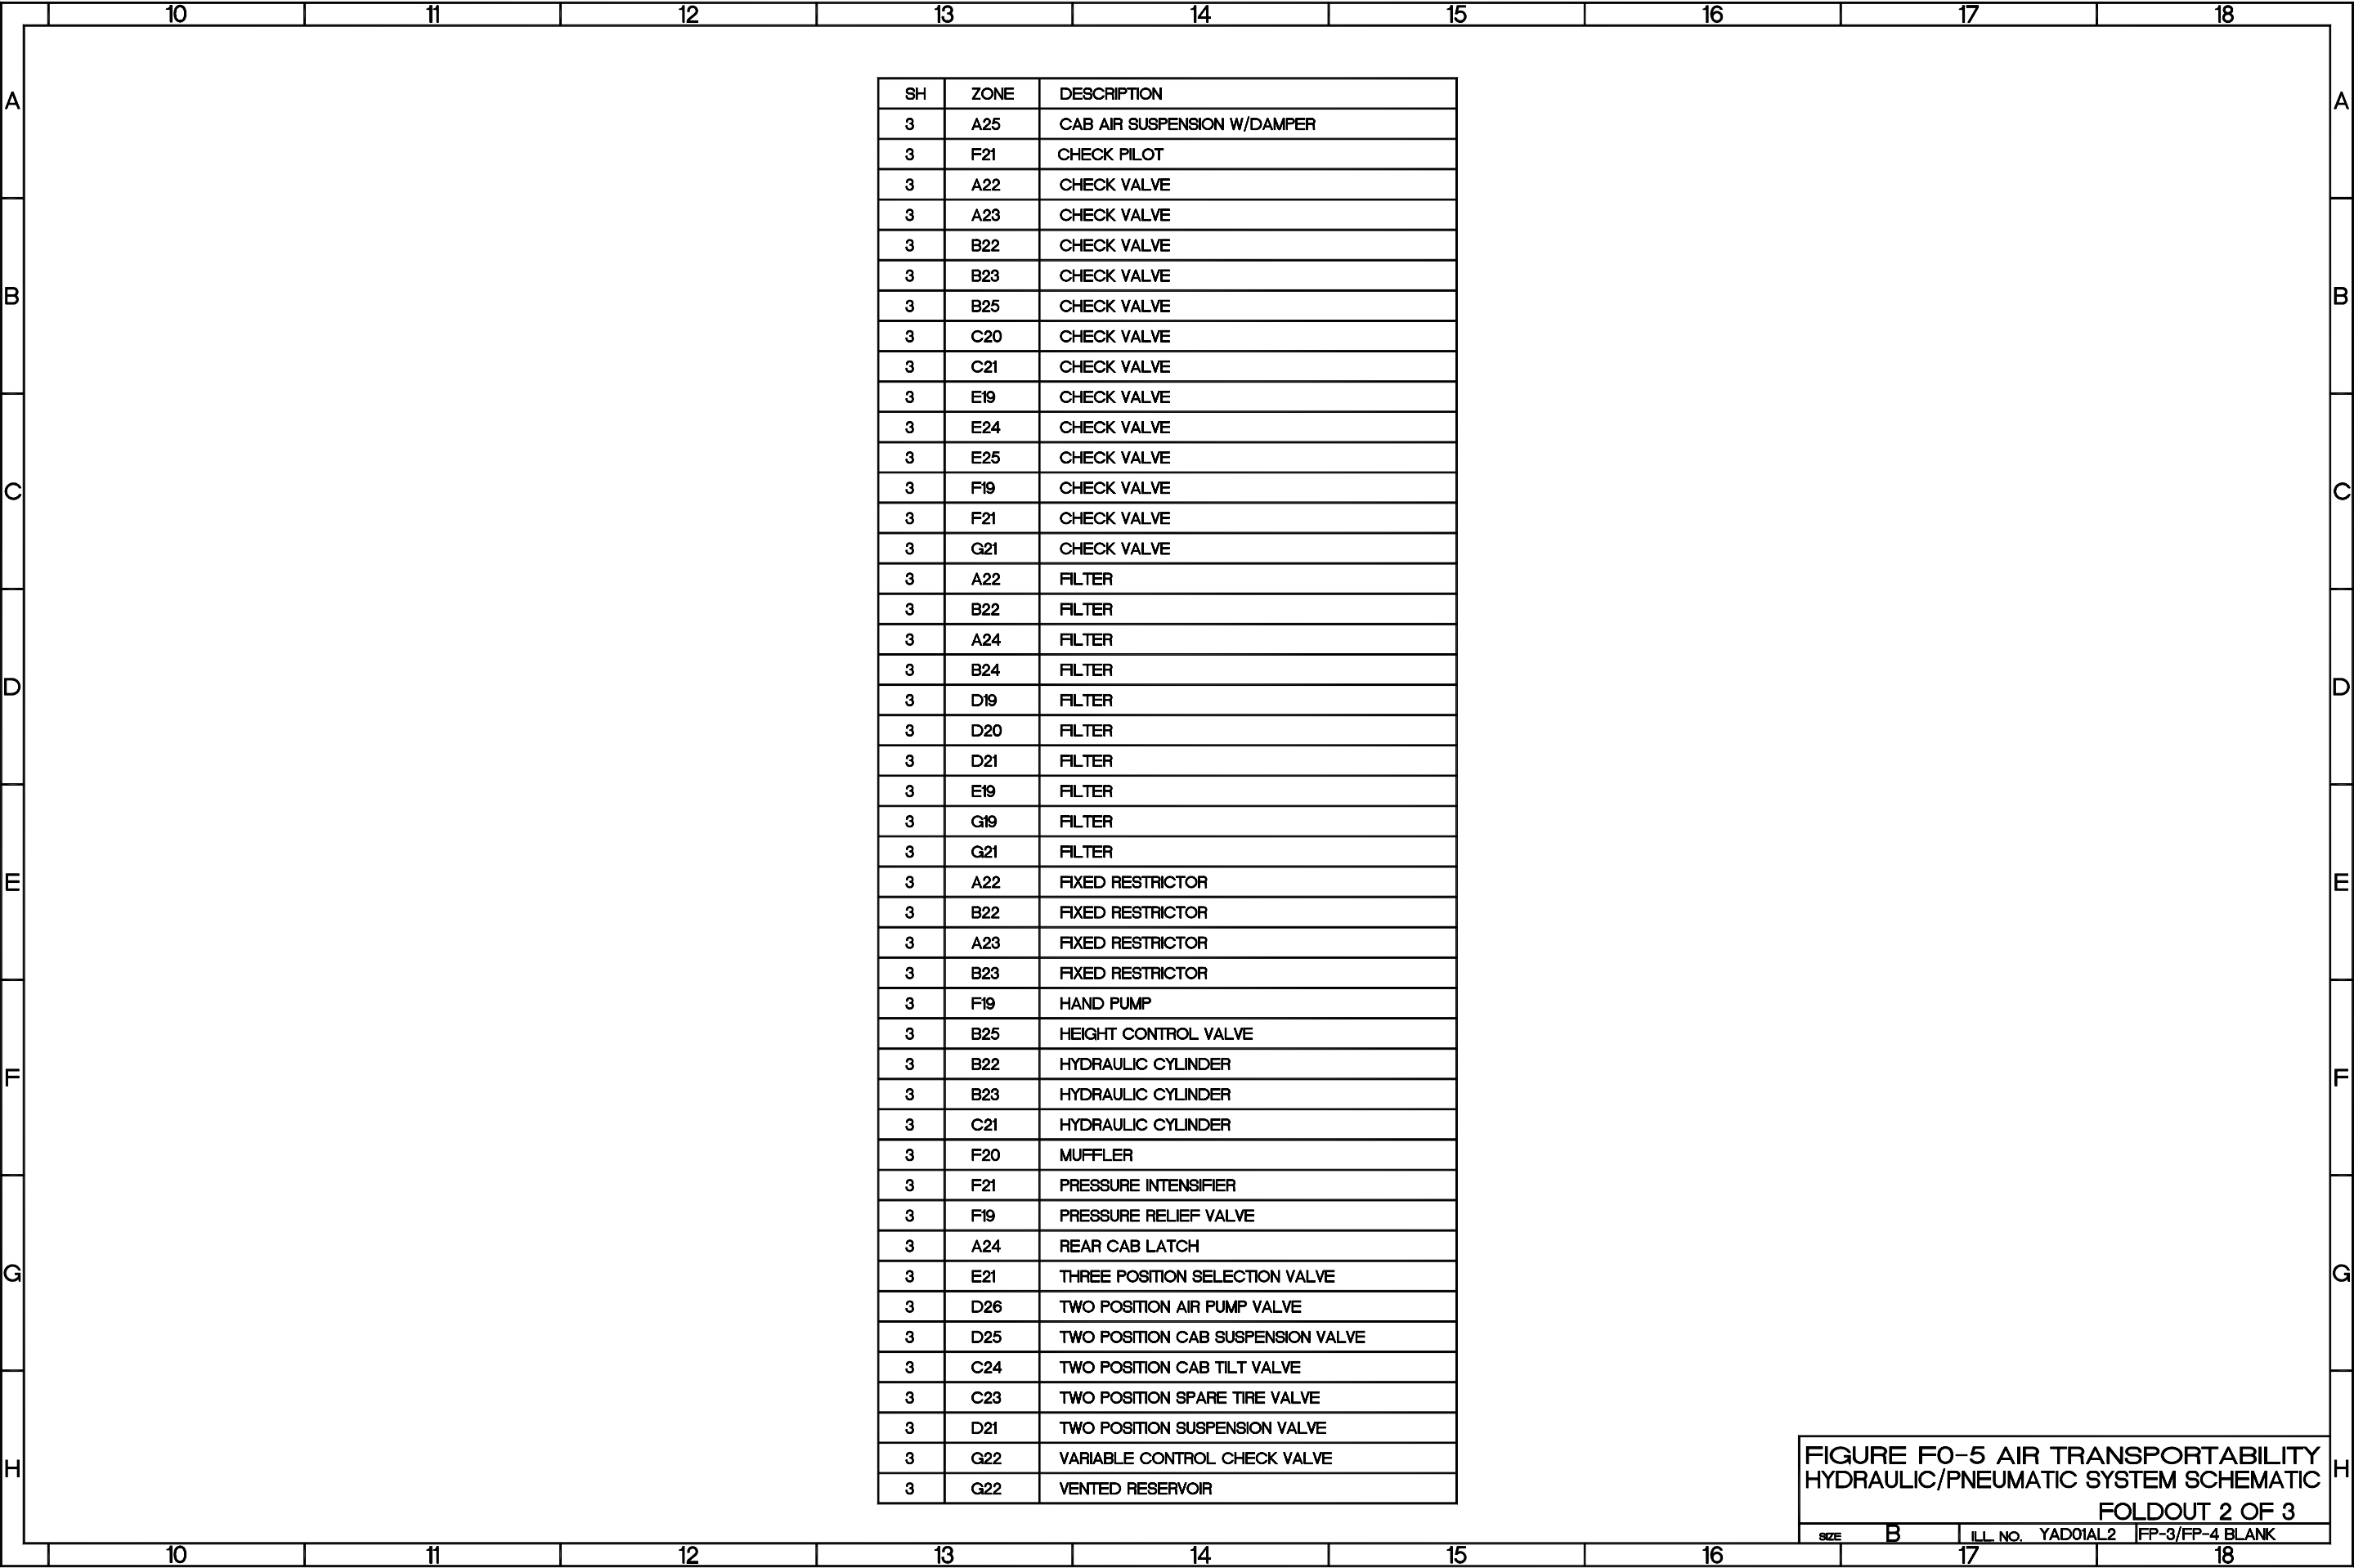 10 11 12 13 14 15 16 17 18
A A
B B
C C
D D
E E
F F
G G
H H
SH ZONE DESCRIPTION
3 A25 CAB AIR SUSPENSION W/DAMPER
3 F21 CHECK PILOT
3 A22 CHECK VALVE
3 A23 CHECK VALVE
3 B22 CHECK VALVE
3 B23 CHECK VALVE
3 B25 CHECK VALVE
3 C20 CHECK VALVE
3 C21 CHECK VALVE
3 E19 CHECK VALVE
3 E24 CHECK VALVE
3 E25 CHECK VALVE
3 F19 CHECK VALVE
3 F21 CHECK VALVE
3 G21 CHECK VALVE
3 A22 FILTER
3 B22 FILTER
3 A24 FILTER
3 B24 FILTER
3 D19 FILTER
3 D20 FILTER
3 D21 FILTER
3 E19 FILTER
3 G19 FILTER
3 G21 FILTER
3 A22 FIXED RESTRICTOR
3 B22 FIXED RESTRICTOR
3 A23 FIXED RESTRICTOR
3 B23 FIXED RESTRICTOR
3 F19 HAND PUMP
3 B25 HEIGHT CONTROL VALVE
3 B22 HYDRAULIC CYLINDER
3 B23 HYDRAULIC CYLINDER
3 C21 HYDRAULIC CYLINDER
3 F20 MUFFLER
3 F21 PRESSURE INTENSIFIER
3 F19 PRESSURE RELIEF VALVE
3 A24 REAR CAB LATCH
3 E21 THREE POSITION SELECTION VALVE
3 D26 TWO POSITION AIR PUMP VALVE
3 D25 TWO POSITION CAB SUSPENSION VALVE
3 C24 TWO POSITION CAB TILT VALVE
3 C23 TWO POSITION SPARE TIRE VALVE
3 D21 TWO POSITION SUSPENSION VALVE
3 G22 VARIABLE CONTROL CHECK VALVE
3 G22 VENTED RESERVOIR
FIGURE FO-5 AIR TRANSPORTABILITY
HYDRAULIC/PNEUMATIC SYSTEM SCHEMATIC
FOLDOUT 2 OF 3
SIZE B ILL. NO. YAD01AL2 FP-3/FP-4 BLANK
10 11 12 13 14 15 16 17 18